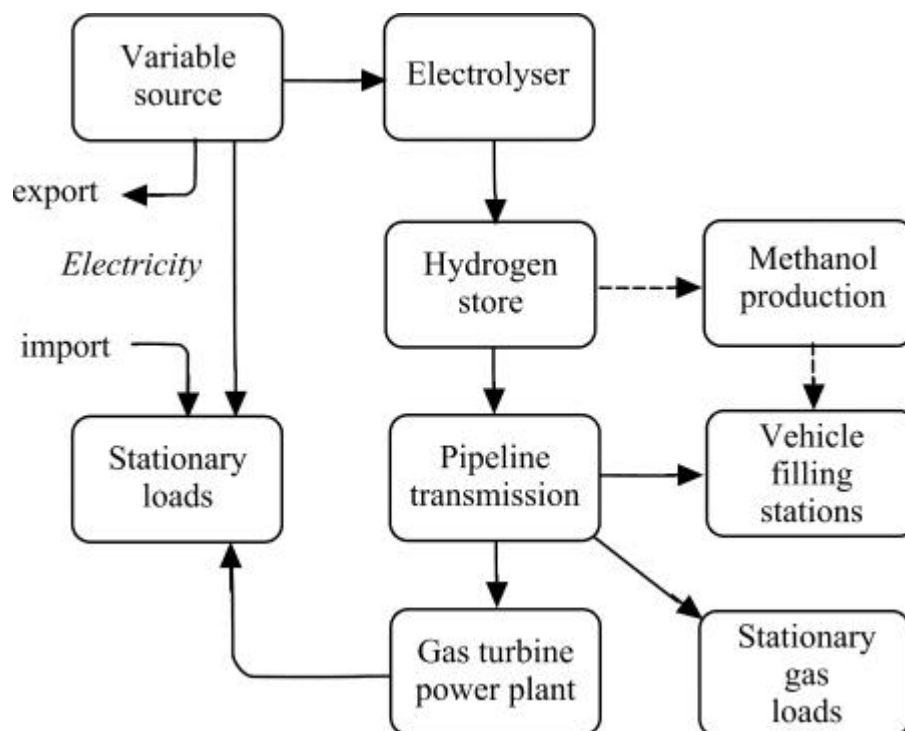 Variable
source
Electrolyser
export
Electricity
Hydrogen
store
Methanol
production
import
Stationary
loads
Pipeline
transmission
Vehicle
filling
stations
Gas turbine
power plant
Stationary
gas
loads